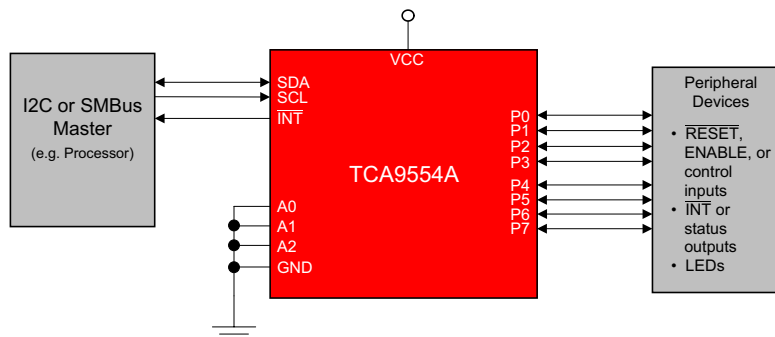 VCC
I2C or SMBus
Master
(e.g. Processor)
SDA
SCL
INT
A0
A1
A2
GND
TCA9554A
P0
P1
P2
P3
P4
P5
P6
P7
Peripheral
Devices
• RESET,
ENABLE, or
control
inputs
• INT or
status
outputs
• LEDs